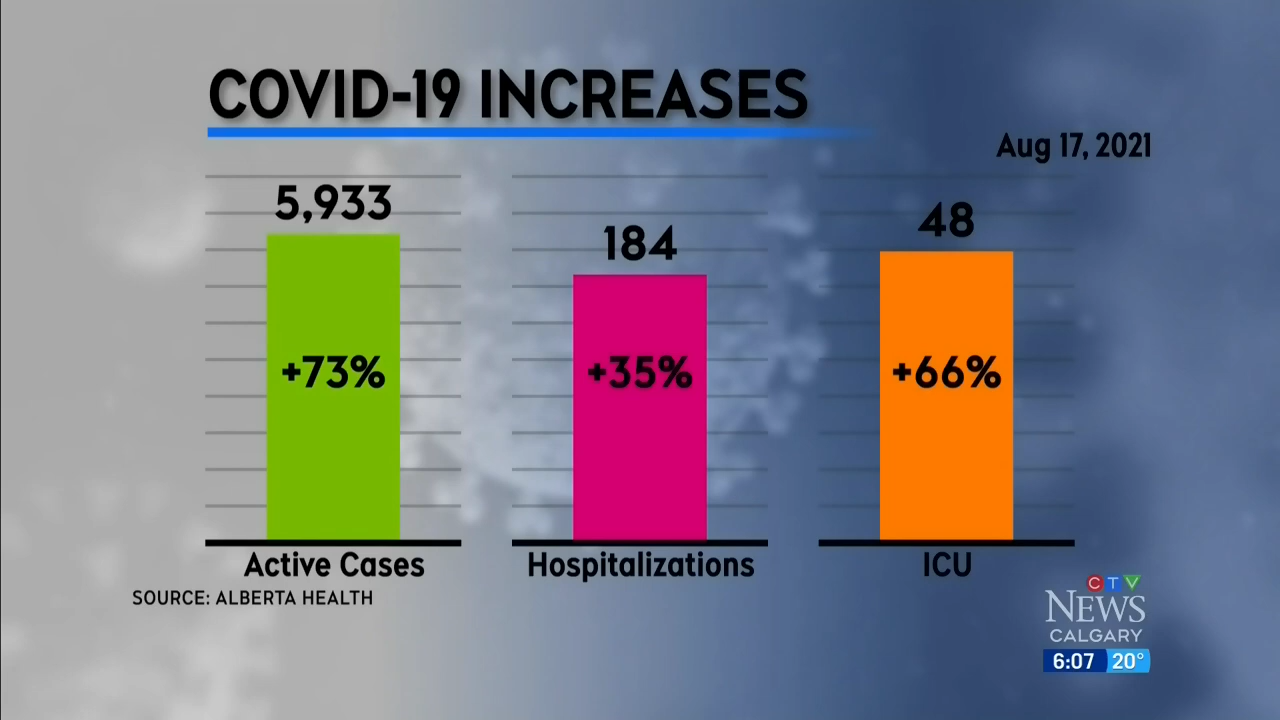 COVID-19 INCREASES
Aug 17, 2021
5,933
184
48
+73%
+35%
+66%
Active Cases
Hospitalizations
ICU
SOURCE: ALBERTA HEALTH
CTV
NEWS
CALGARY
6:07 20°